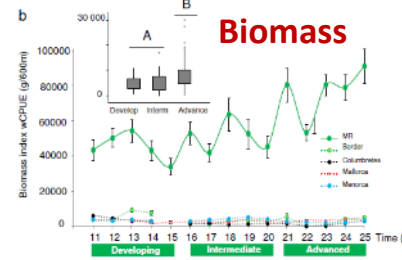 b
B
A
Biomass
30 000
0
Develop Interm Advance
Biomass index wCPUE (g/600m)
100000
80000
60000
40000
20000
0
MR
Border
Columbretes
Mallorca
Menorca
11 12 13 14 15 16 17 18 19 20 21 22 23 24 25 Time (
Developing Intermediate Advanced